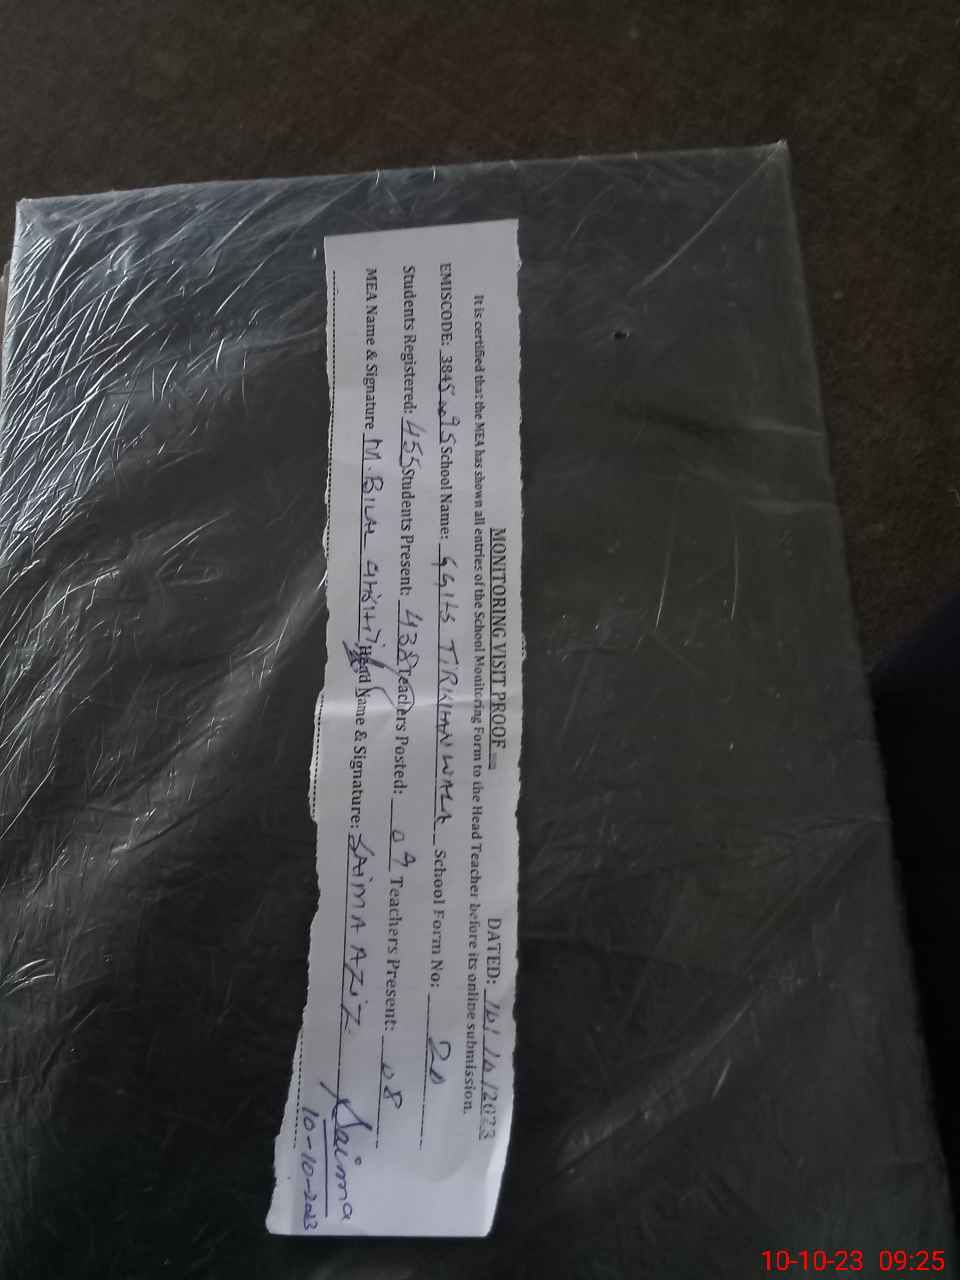 MONITORING VISIT PROOF DATED: 10/10/2023
It is certified that the MEA has shown all entries of the School Monitoring Form to the Head Teacher before its online submission.
EMISCODE: 3845 95 School Name: GGHS TIRKHANWALA School Form No: 20
Students Registered: 455 Students Present: 438 Teachers Posted: 09 Teachers Present: 08
MEA Name & Signature M. BILAL Head Name & Signature: SAIMA AZIZ Saima
10-10-2023
10-10-23 09:25